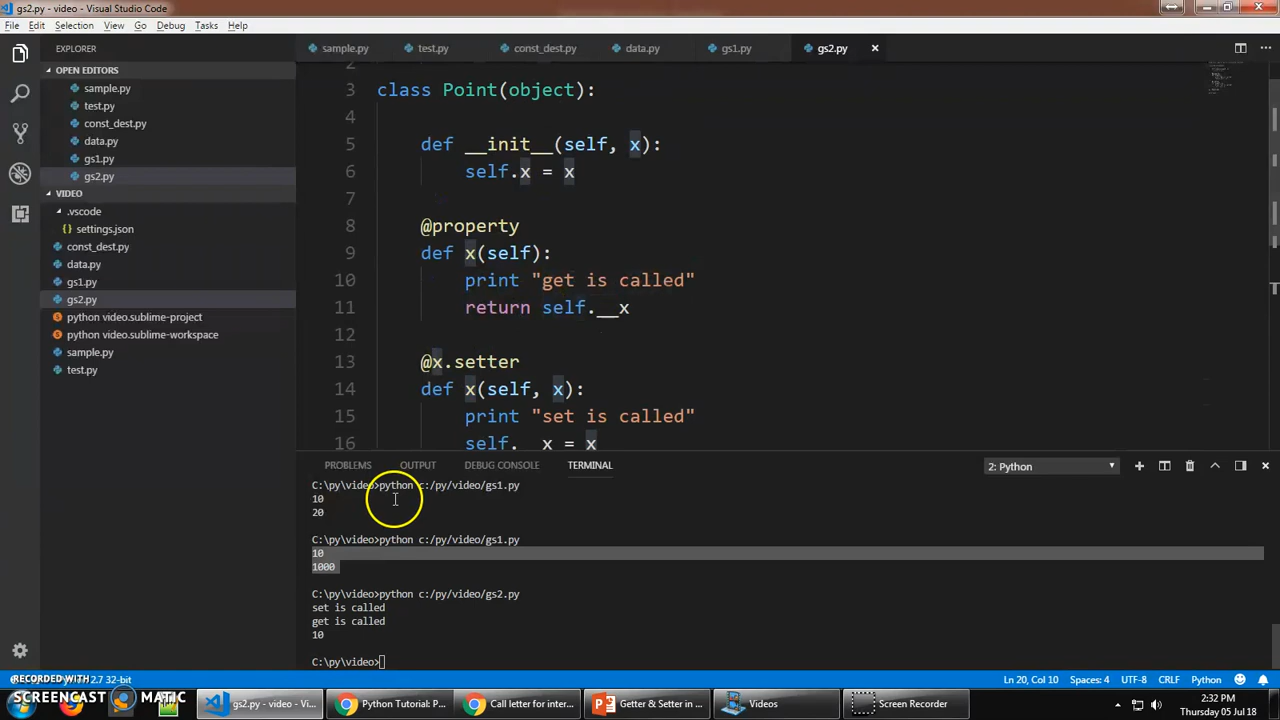 gs2.py - video - Visual Studio Code
File Edit Selection View Go Debug Tasks Help
EXPLORER
sample.py test.py const_dest.py data.py gs1.py gs2.py
OPEN EDITORS
sample.py
test.py
const_dest.py
data.py
gs1.py
gs2.py
VIDEO
.vscode
settings.json
const_dest.py
data.py
gs1.py
gs2.py
python video.sublime-project
python video.sublime-workspace
sample.py
test.py
2
3 class Point(object):
4
5 def __init__(self, x):
6 self.x = x
7
8 @property
9 def x(self):
10 print "get is called"
11 return self.__x
12
13 @x.setter
14 def x(self, x):
15 print "set is called"
16 self.__x = x
PROBLEMS OUTPUT DEBUG CONSOLE TERMINAL 2: Python
C:\py\video>python c:/py/video/gs1.py
10
20
C:\py\video>python c:/py/video/gs1.py
10
1000
C:\py\video>python c:/py/video/gs2.py
set is called
get is called
10
C:\py\video>
2.7 32-bit Ln 20, Col 10 Spaces: 4 UTF-8 CRLF Python
SCREENCAST MATIC
gs2.py - video - Vi... Python Tutorial: P... Call letter for inter... Getter & Setter in ... Videos Screen Recorder
2:32 PM
Thursday 05 Jul 18